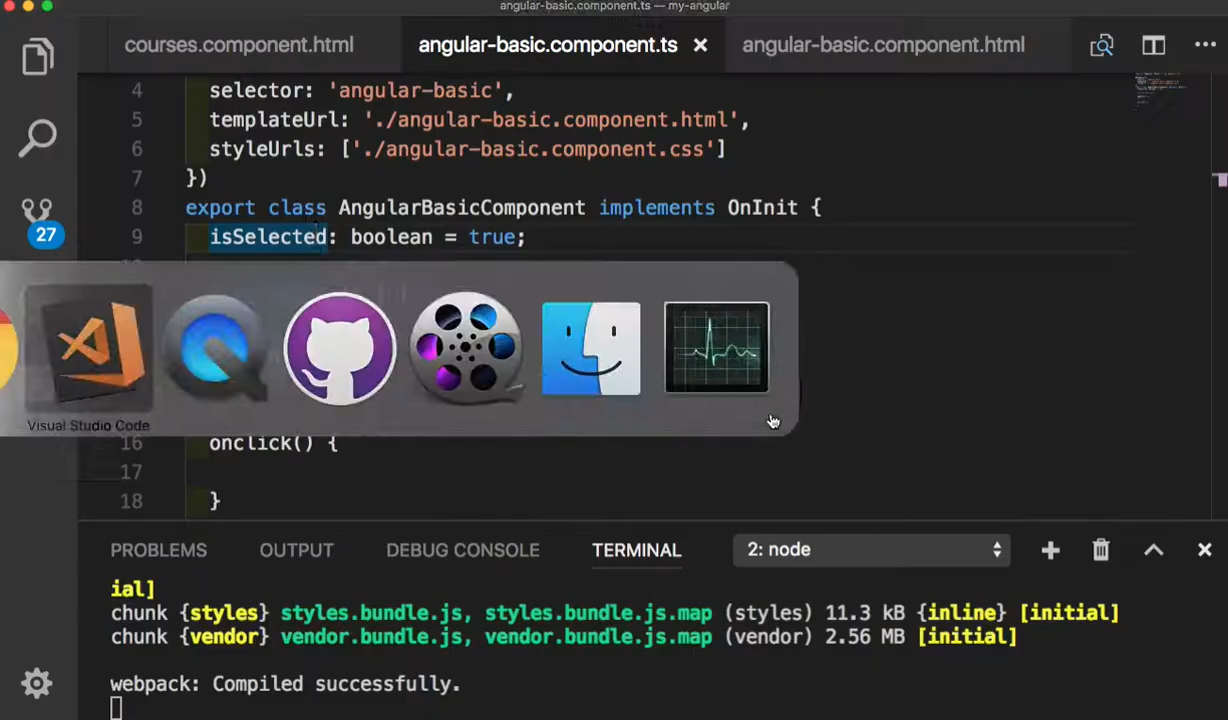 angular-basic.component.ts — my-angular
courses.component.html
angular-basic.component.ts
angular-basic.component.html
4 selector: 'angular-basic',
5 templateUrl: './angular-basic.component.html',
6 styleUrls: ['./angular-basic.component.css']
7 })
8 export class AngularBasicComponent implements OnInit {
9 isSelected: boolean = true;
27
Visual Studio Code
16 onclick() {
17
18 }
PROBLEMS OUTPUT DEBUG CONSOLE TERMINAL 2: node
ial]
chunk {styles} styles.bundle.js, styles.bundle.js.map (styles) 11.3 kB {inline} [initial]
chunk {vendor} vendor.bundle.js, vendor.bundle.js.map (vendor) 2.56 MB [initial]
webpack: Compiled successfully.